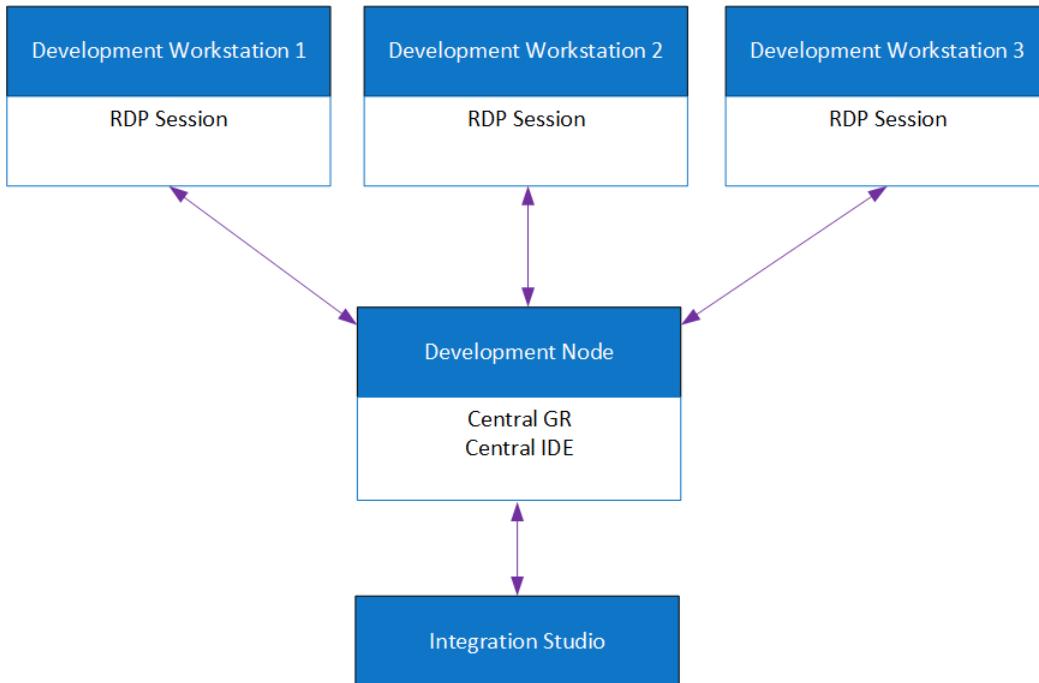 Development Workstation 1
RDP Session
Development Workstation 2
RDP Session
Development Workstation 3
RDP Session
Development Node
Central GR
Central IDE
Integration Studio